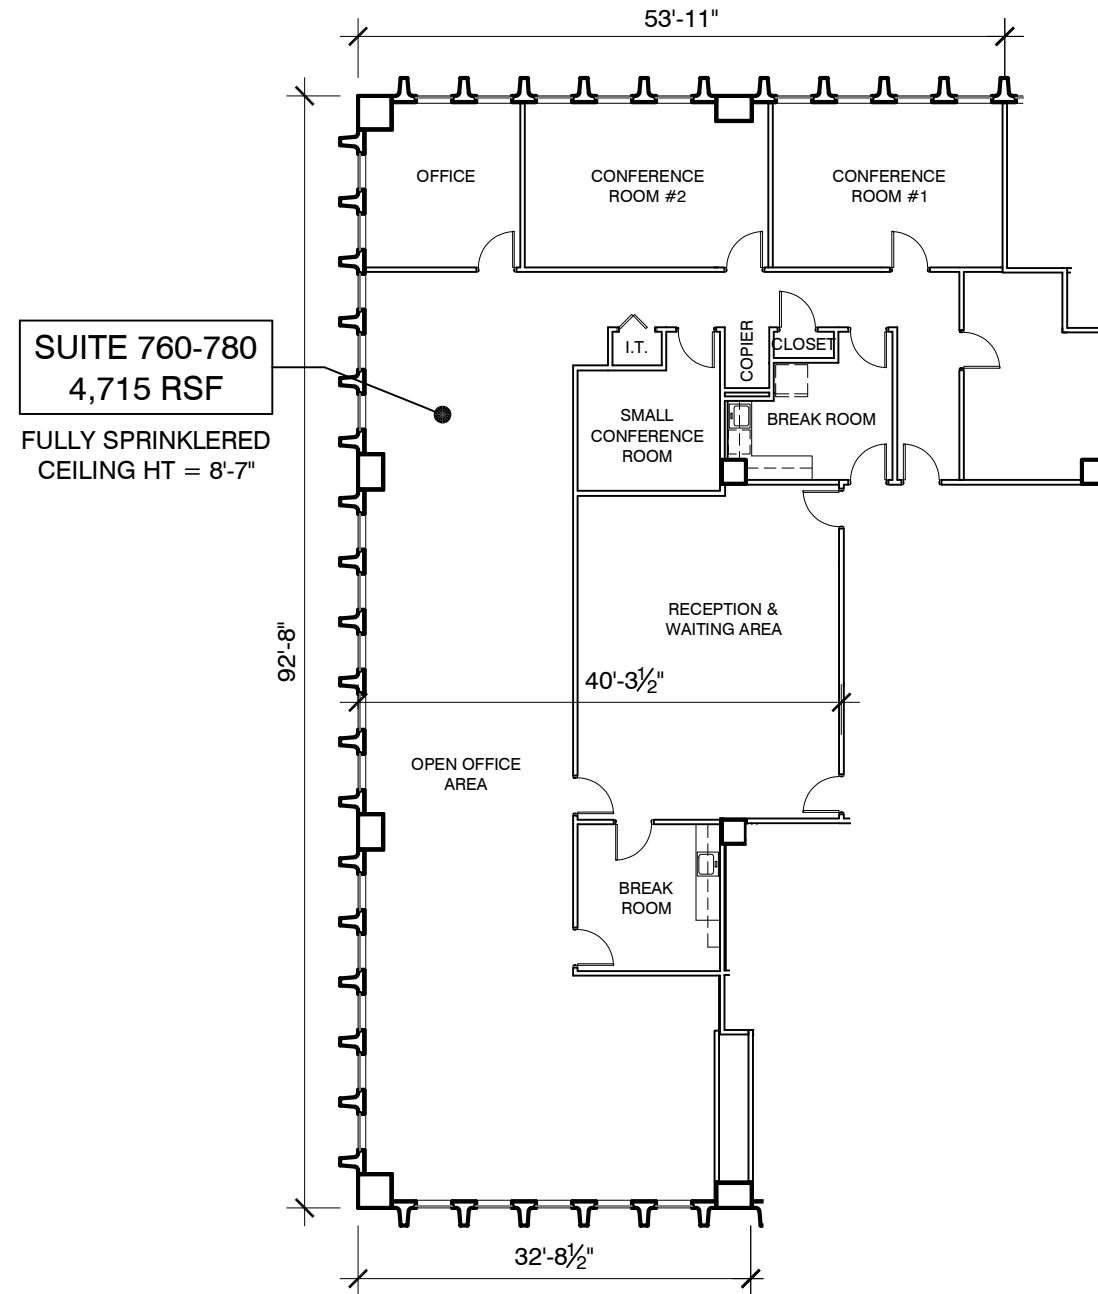 53'-11"
OFFICE
CONFERENCE
ROOM #2
CONFERENCE
ROOM #1
SUITE 760-780
4,715 RSF
FULLY SPRINKLERED
CEILING HT = 8'-7"
I.T.
COPIER
CLOSET
SMALL
CONFERENCE
ROOM
BREAK ROOM
RECEPTION &
WAITING AREA
92'-8"
40'-3½"
OPEN OFFICE
AREA
BREAK
ROOM
32'-8½"